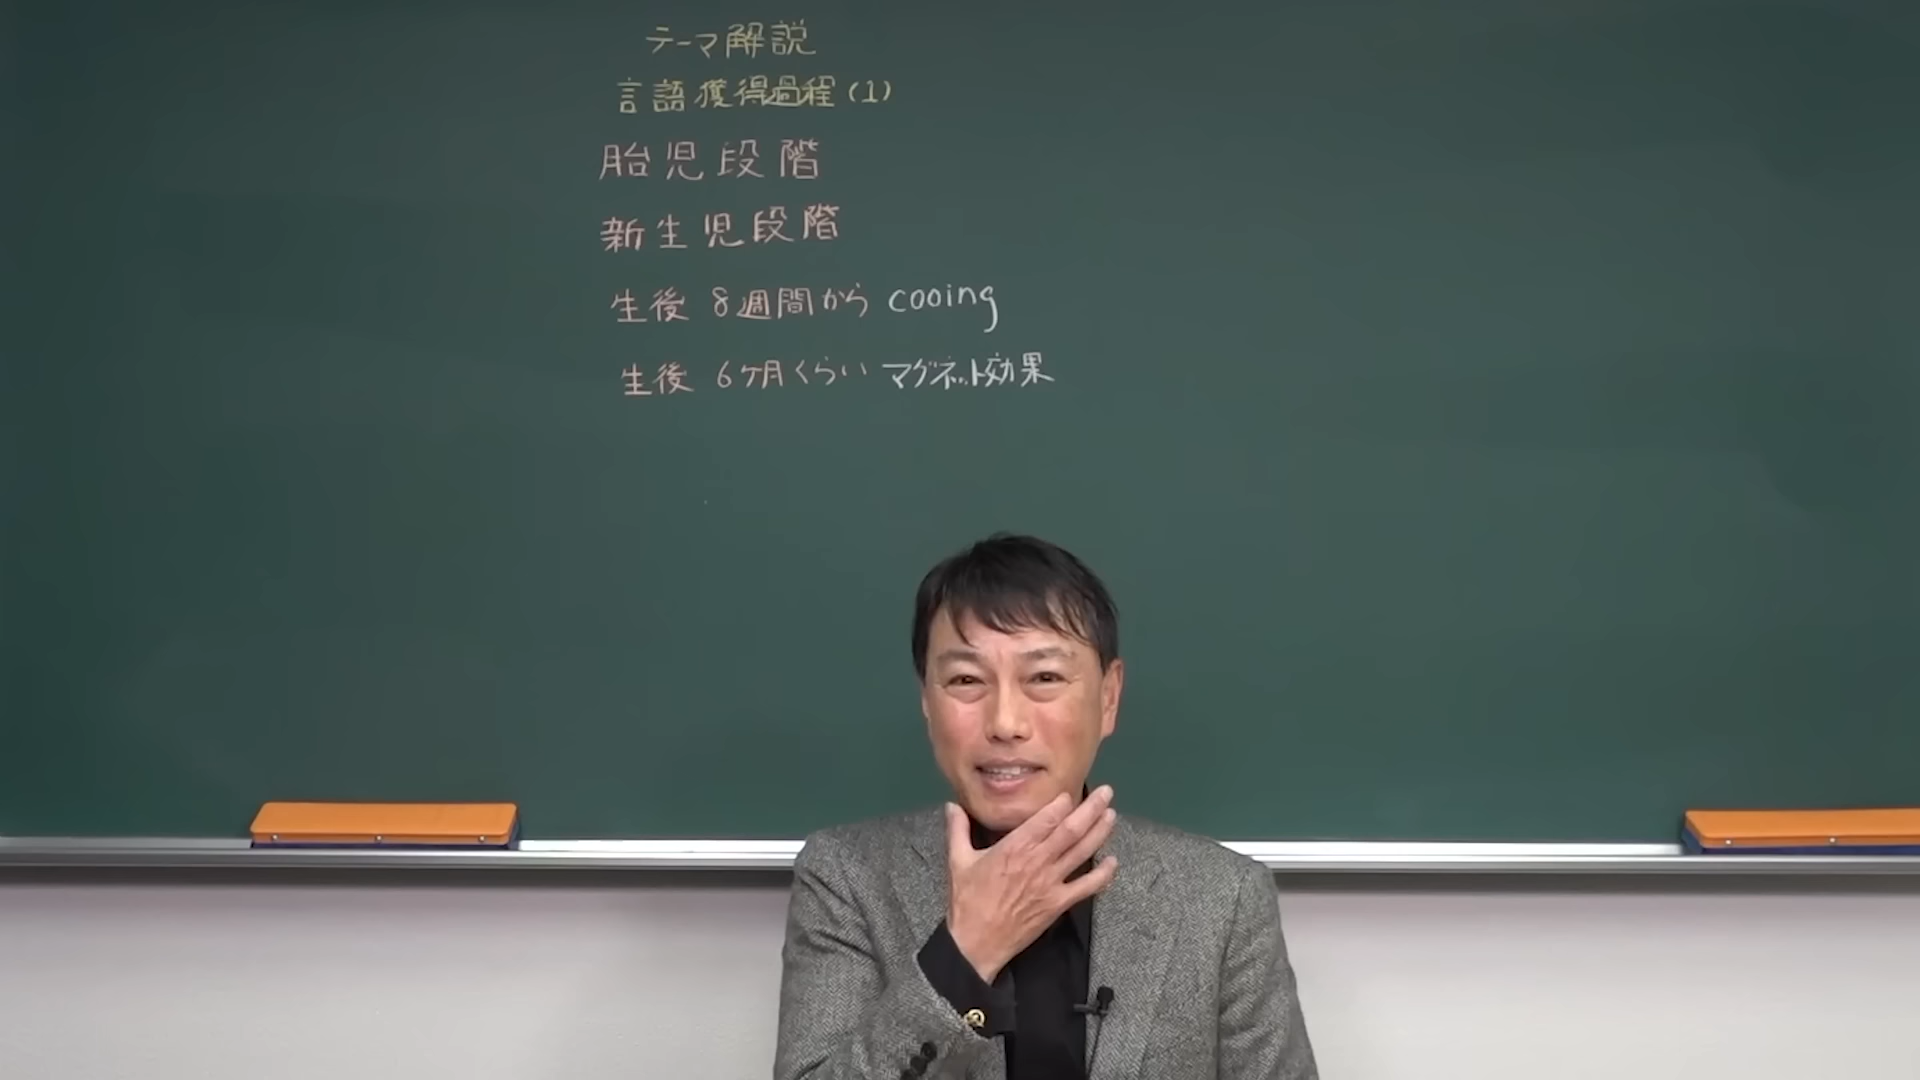 テーマ解説
言語獲得過程(1)
胎児段階
新生児段階
生後 8週間から cooing
生後 6ヶ月くらい マグネット効果